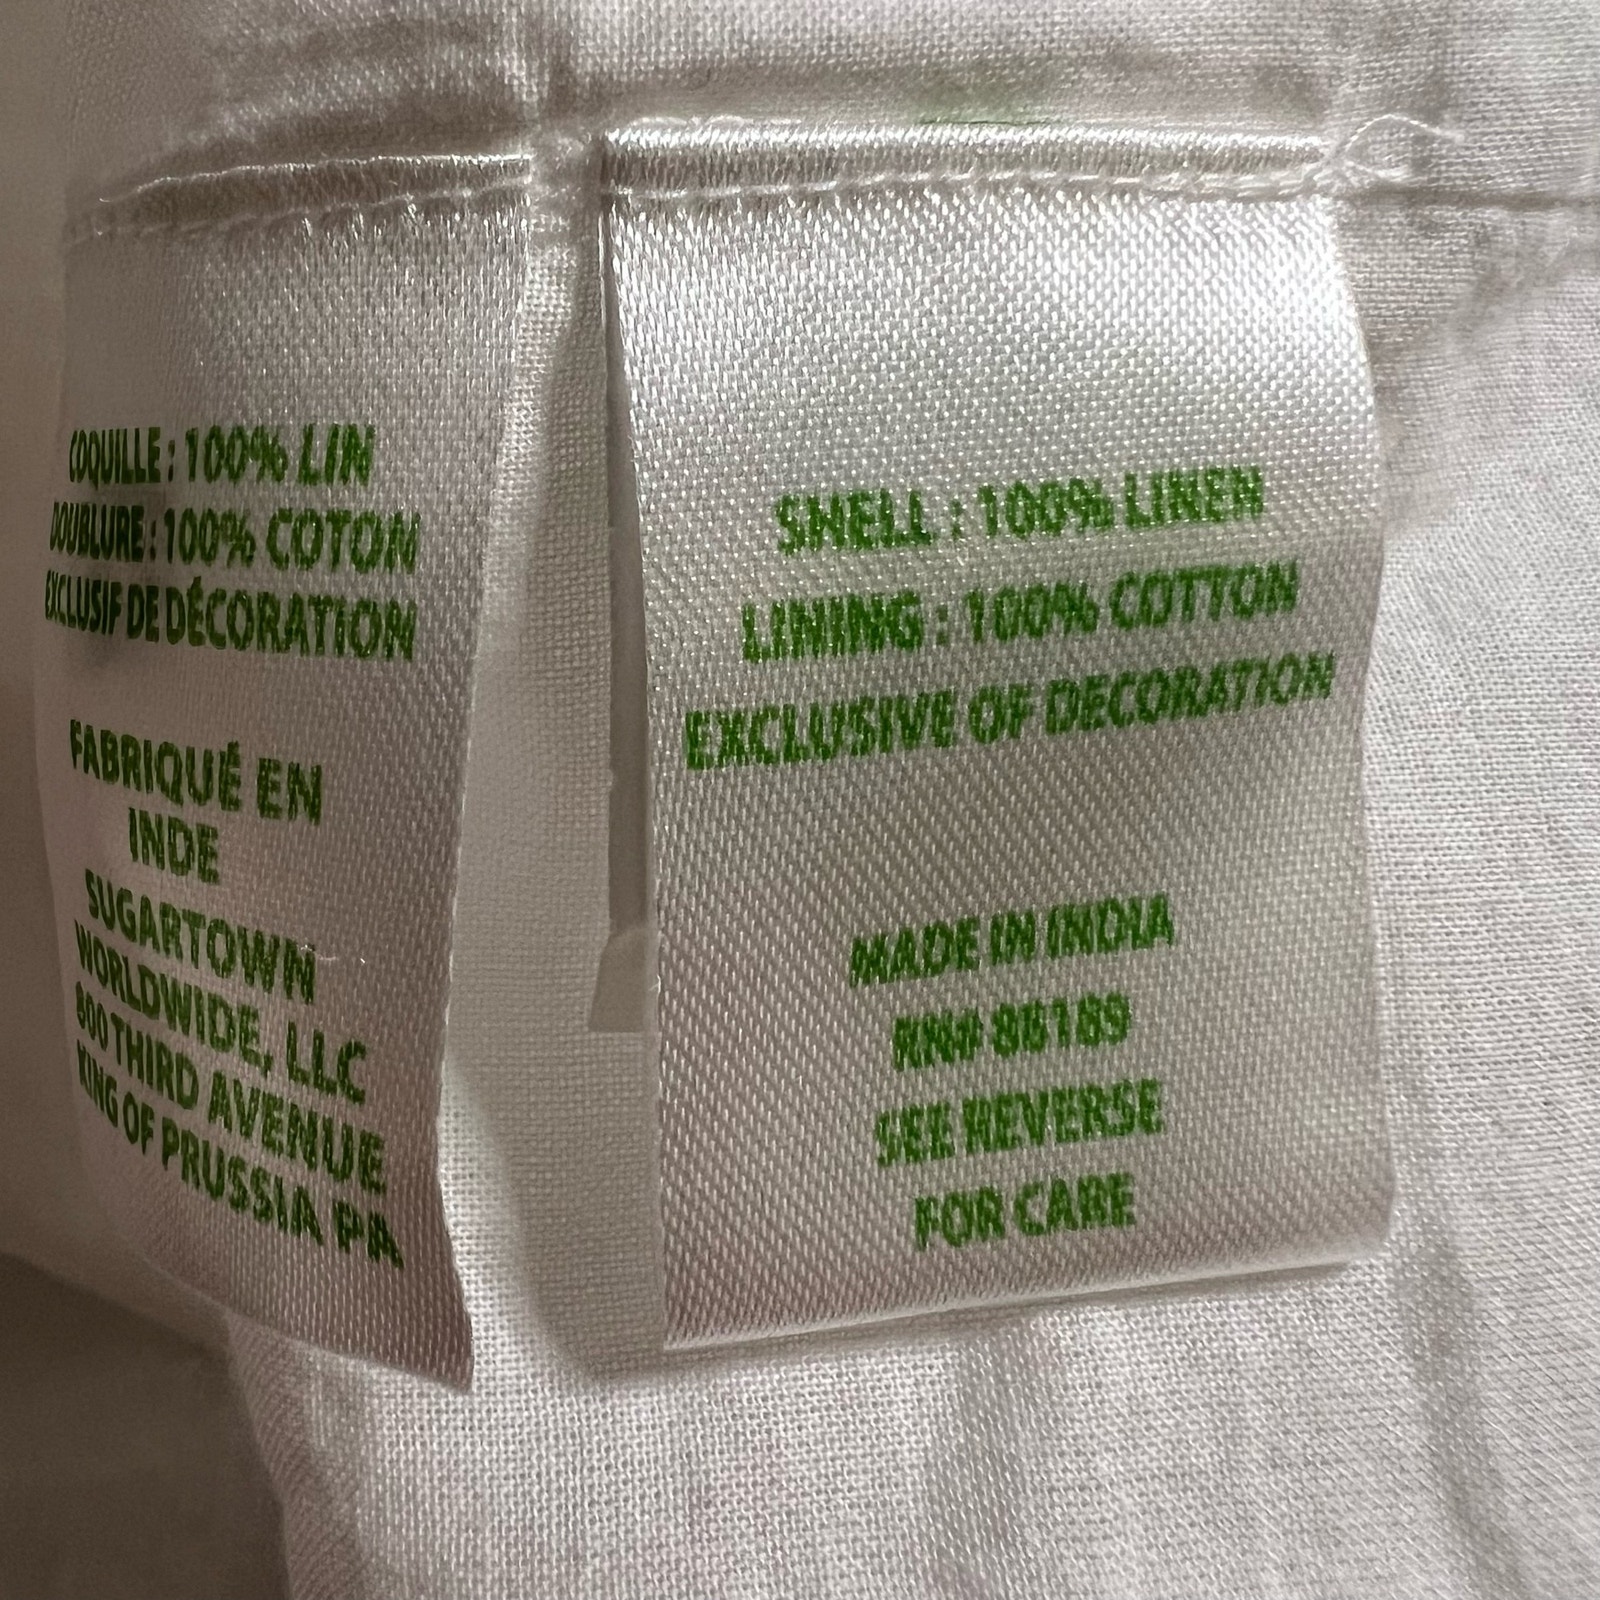 COQUILLE : 100% LIN
DOUBLURE : 100% COTON
EXCLUSIF DE DÉCORATION
FABRIQUÉ EN
INDE
SUGARTOWN
WORLDWIDE, LLC
800 THIRD AVENUE
KING OF PRUSSIA PA
SHELL : 100% LINEN
LINING : 100% COTTON
EXCLUSIVE OF DECORATION
MADE IN INDIA
RN# 86189
SEE REVERSE
FOR CARE